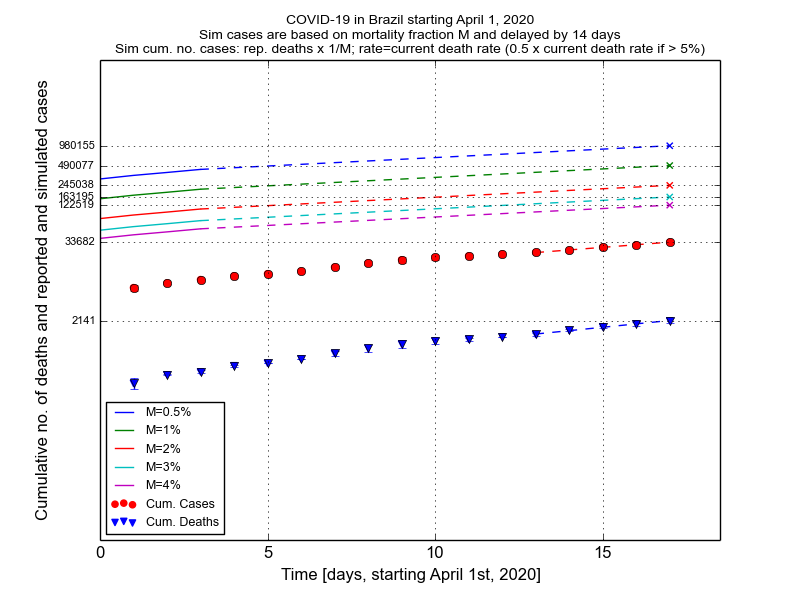 COVID-19 in Brazil starting April 1, 2020
Sim cases are based on mortality fraction M and delayed by 14 days
Sim cum. no. cases: rep. deaths x 1/M; rate=current death rate (0.5 x current death rate if > 5%)
Cumulative no. of deaths and reported and simulated cases
980155
490077
245038
163195
122519
33682
2141
M=0.5%
M=1%
M=2%
M=3%
M=4%
Cum. Cases
Cum. Deaths
0 5 10 15
Time [days, starting April 1st, 2020]